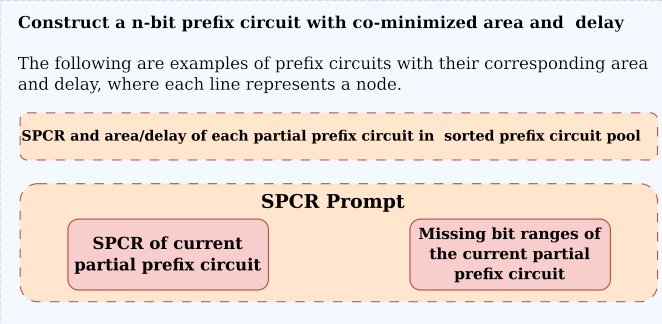 Construct a n-bit prefix circuit with co-minimized area and delay
The following are examples of prefix circuits with their corresponding area
and delay, where each line represents a node.
SPCR and area/delay of each partial prefix circuit in sorted prefix circuit pool
SPCR Prompt
SPCR of current
partial prefix circuit
Missing bit ranges of
the current partial
prefix circuit